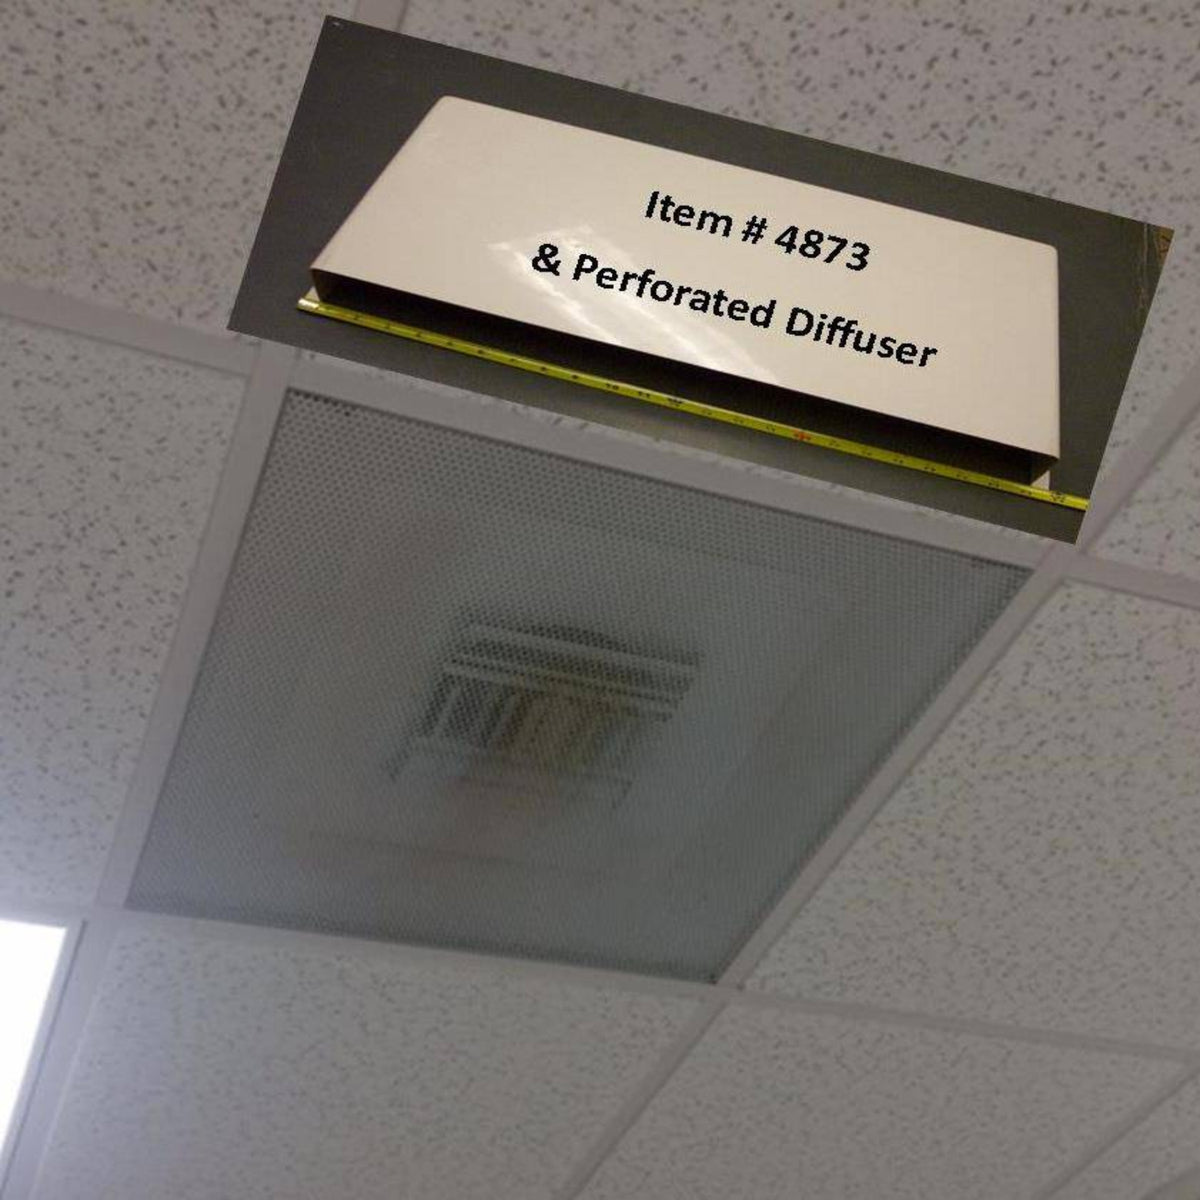 Item # 4873
& Perforated Diffuser